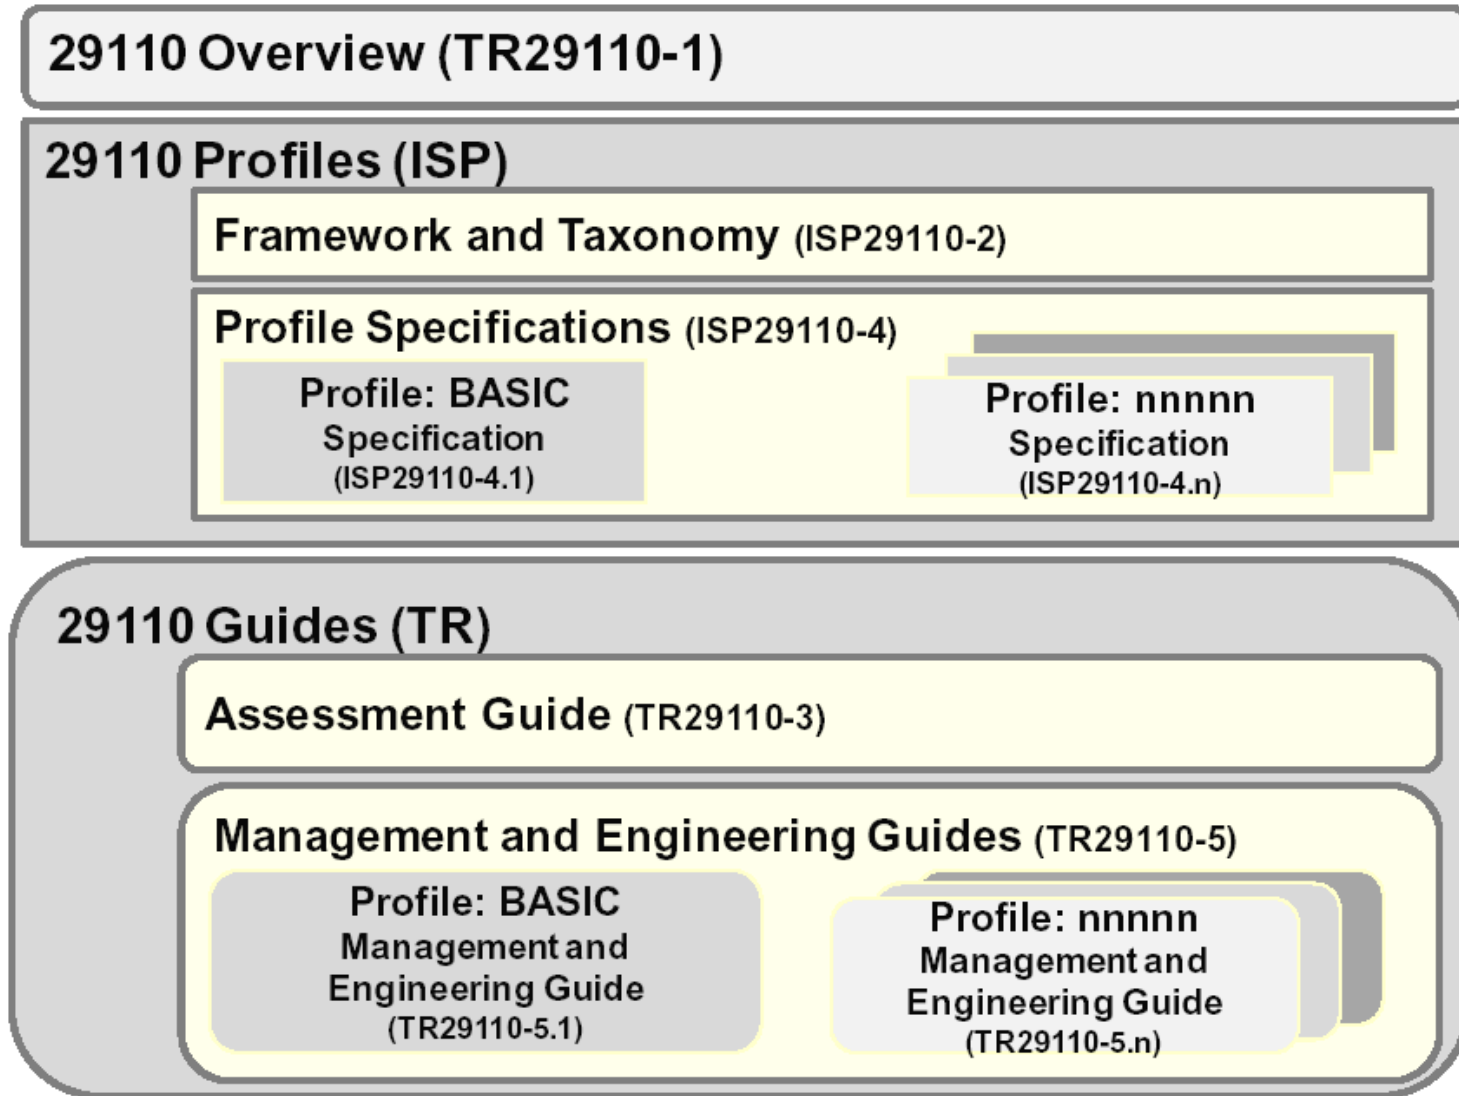 29110 Overview (TR29110-1)
29110 Profiles (ISP)
Framework and Taxonomy (ISP29110-2)
Profile Specifications (ISP29110-4)
Profile: BASIC
Specification
(ISP29110-4.1)
Profile: nnnnn
Specification
(ISP29110-4.n)
29110 Guides (TR)
Assessment Guide (TR29110-3)
Management and Engineering Guides (TR29110-5)
Profile: BASIC
Management and
Engineering Guide
(TR29110-5.1)
Profile: nnnnn
Management and
Engineering Guide
(TR29110-5.n)